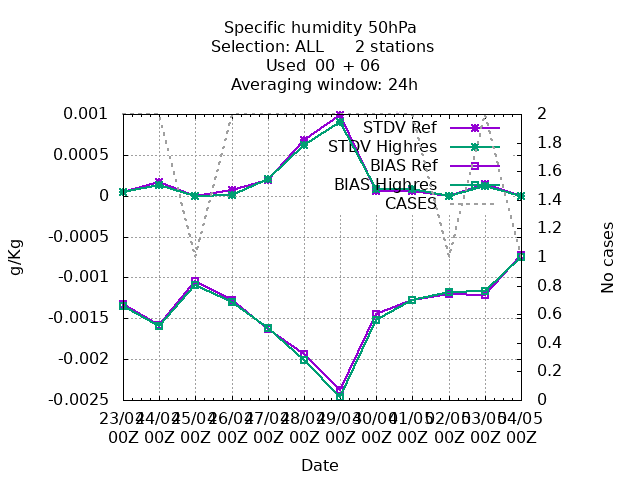 Specific humidity 50hPa
Selection: ALL 2 stations
Used 00 + 06
Averaging window: 24h
g/Kg
0.001
0.0005
0
-0.0005
-0.001
-0.0015
-0.002
-0.0025
STDV Ref
STDV Highres
BIAS Ref
BIAS Highres
CASES
2
1.8
1.6
1.4
1.2
1
0.8
0.6
0.4
0.2
0
No cases
23/04 24/04 25/04 26/04 27/04 28/04 29/04 30/04 01/05 02/05 03/05 04/05
00Z 00Z 00Z 00Z 00Z 00Z 00Z 00Z 00Z 00Z 00Z 00Z
Date